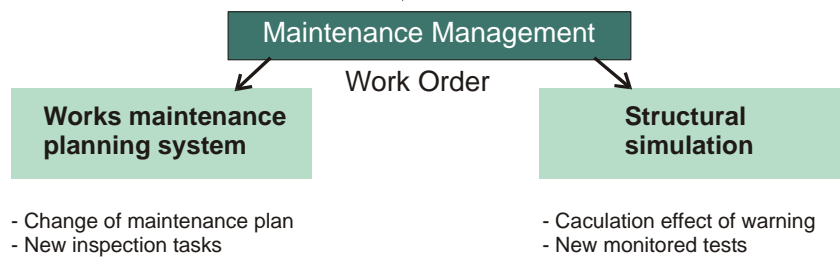 Maintenance Management
Work Order
Works maintenance
planning system
Structural
simulation
- Change of maintenance plan
- New inspection tasks
- Caculation effect of warning
- New monitored tests